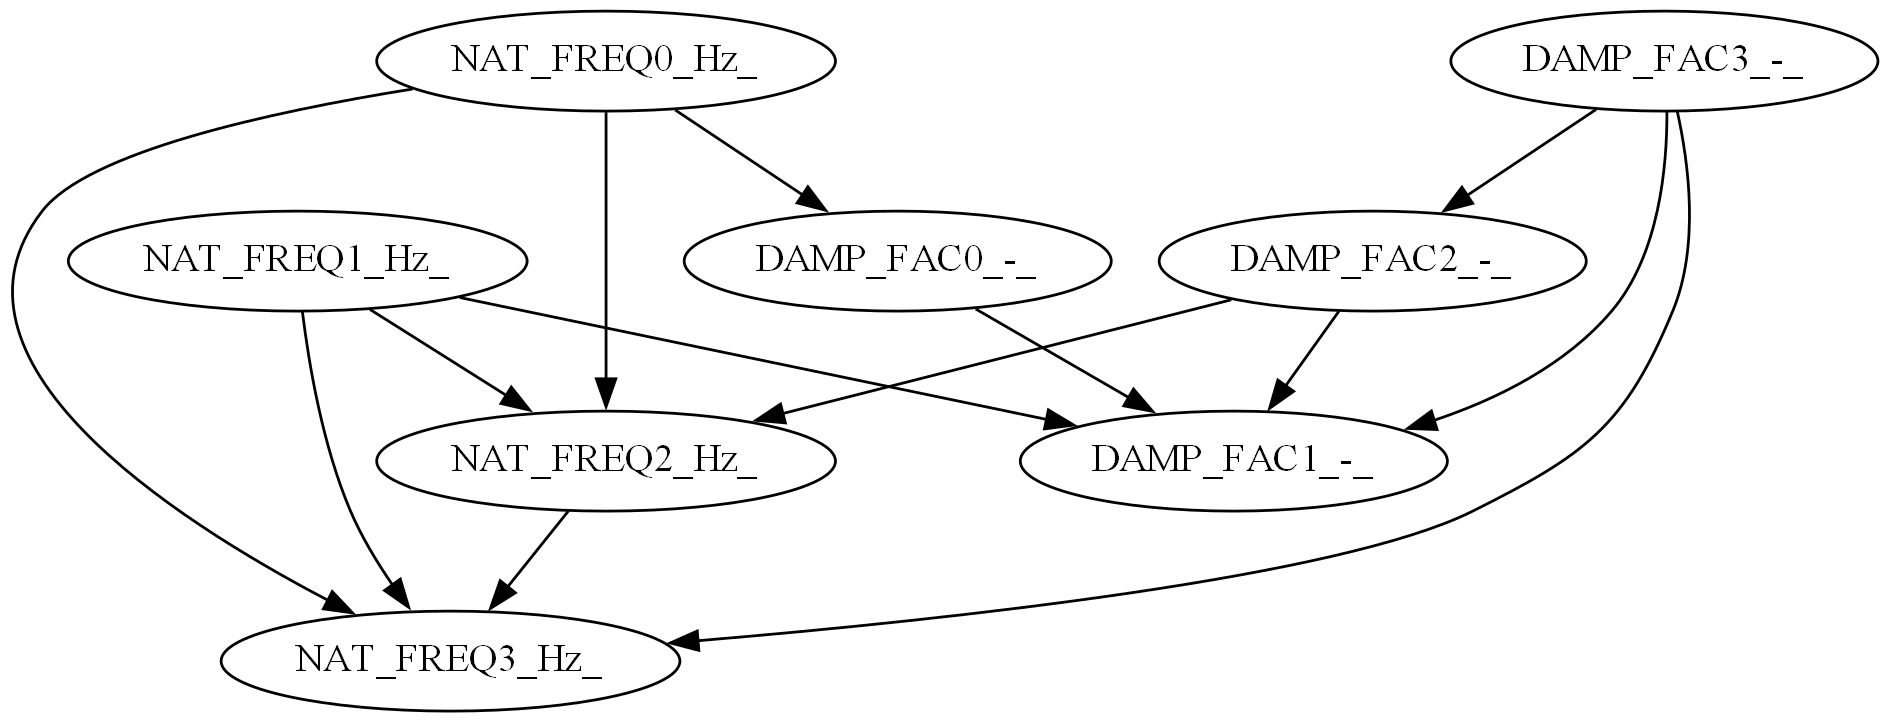 NAT_FREQ0_Hz_
DAMP_FAC3_-_
NAT_FREQ1_Hz_
DAMP_FAC0_-_
DAMP_FAC2_-_
NAT_FREQ2_Hz_
DAMP_FAC1_-_
NAT_FREQ3_Hz_